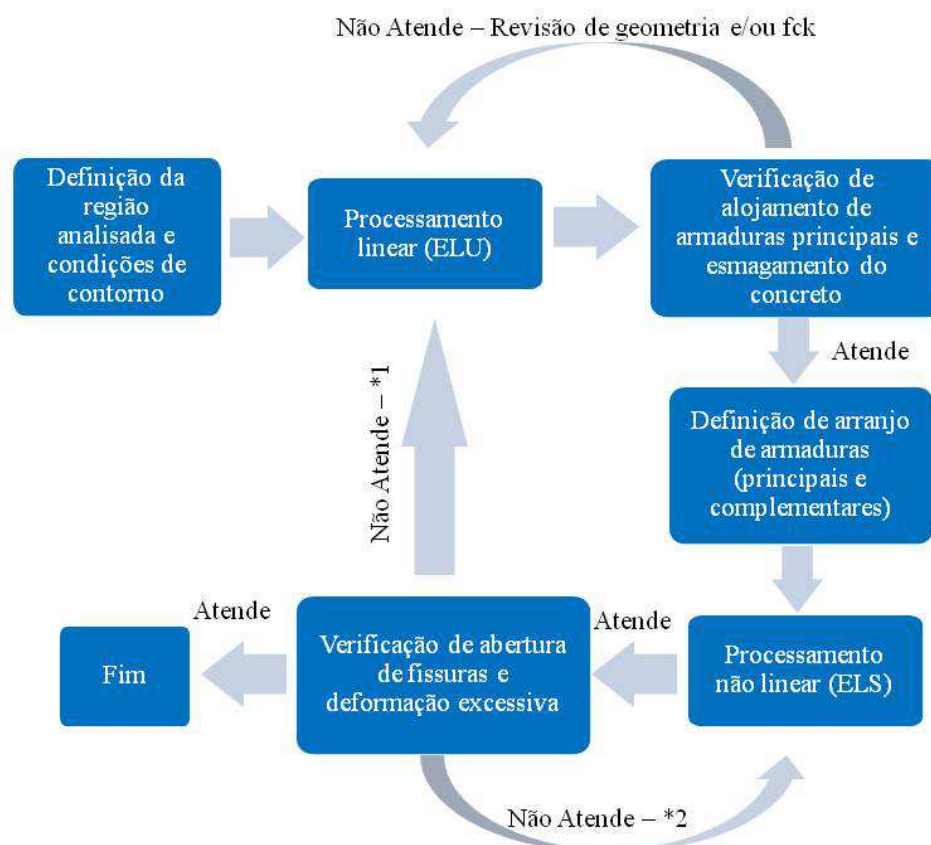 Não Atende – Revisão de geometria e/ou fck
Definição da
região
analisada e
condições de
contorno
Processamento
linear (ELU)
Verificação de
alojamento de
armaduras principais e
esmagamento do
concreto
Atende
Não Atende – *1
Definição de arranjo
de armaduras
(principais e
complementares)
Atende
Fim
Verificação de abertura
de fissuras e
deformação excessiva
Atende
Processamento
não linear (ELS)
Não Atende – *2